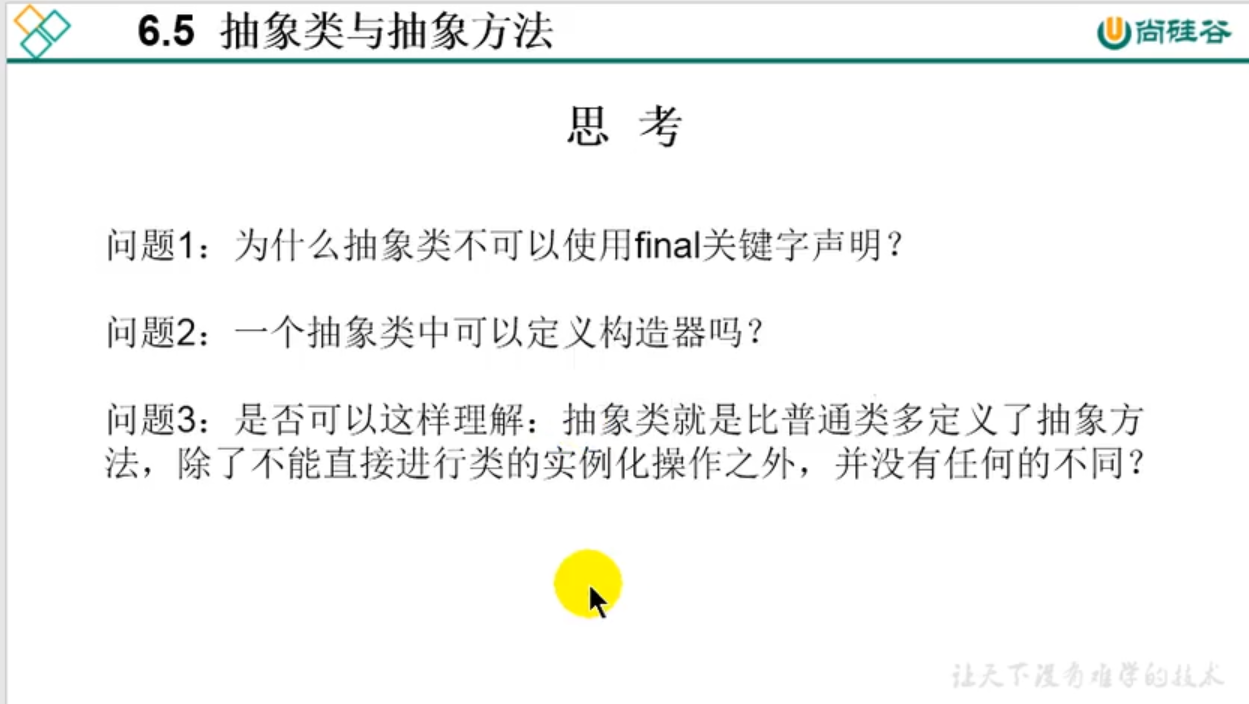 6.5 抽象类与抽象方法
尚硅谷
思 考
问题1：为什么抽象类不可以使用final关键字声明？
问题2：一个抽象类中可以定义构造器吗？
问题3：是否可以这样理解：抽象类就是比普通类多定义了抽象方
法，除了不能直接进行类的实例化操作之外，并没有任何的不同？
让天下没有难学的技术